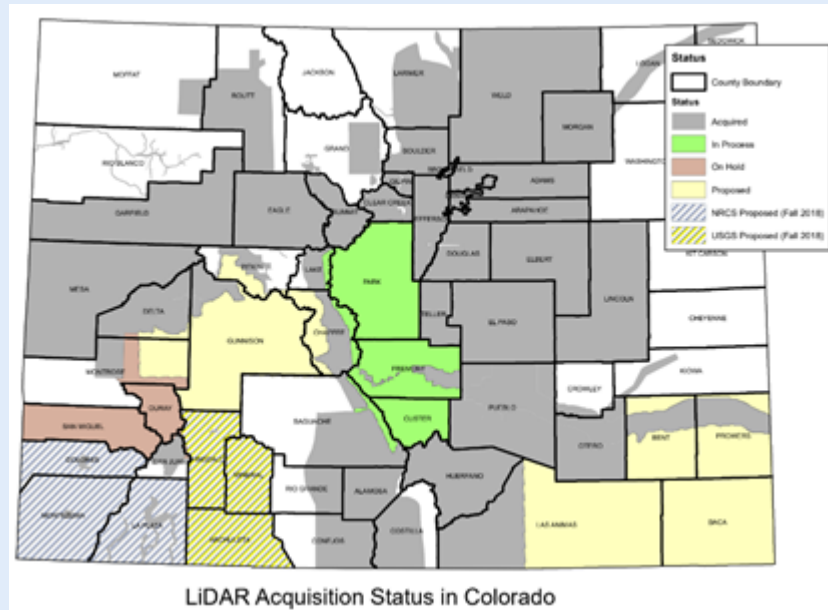 Status
County Boundary
Status
Acquired
In Process
On Hold
Proposed
NRCS Proposed (Fall 2018)
USGS Proposed (Fall 2018)
MOFFAT
ROUTT
JACKSON
LARIMER
WELD
LOGAN
MORGAN
WASHINGTON
RIO BLANCO
GRAND
BOULDER
ADAMS
ARAPAHOE
CLEAR CREEK
GARFIELD
EAGLE
SUMMIT
DOUGLAS
ELBERT
LINCOLN
KIT CARSON
MESA
DELTA
LAKE
PARK
TELLER
EL PASO
CHEYENNE
GUNNISON
CHAFFEE
FREMONT
MONTROSE
OURAY
CROWLEY
KIOWA
SAN MIGUEL
SAGUACHE
CUSTER
PUEBLO
OTERO
BENT
PROWERS
DOLORES
SAN JUAN
MINERAL
RIO GRANDE
ALAMOSA
HUERFANO
MONTEZUMA
LA PLATA
ARCHULETA
CONEJOS
COSTILLA
LAS ANIMAS
BACA
LiDAR Acquisition Status in Colorado